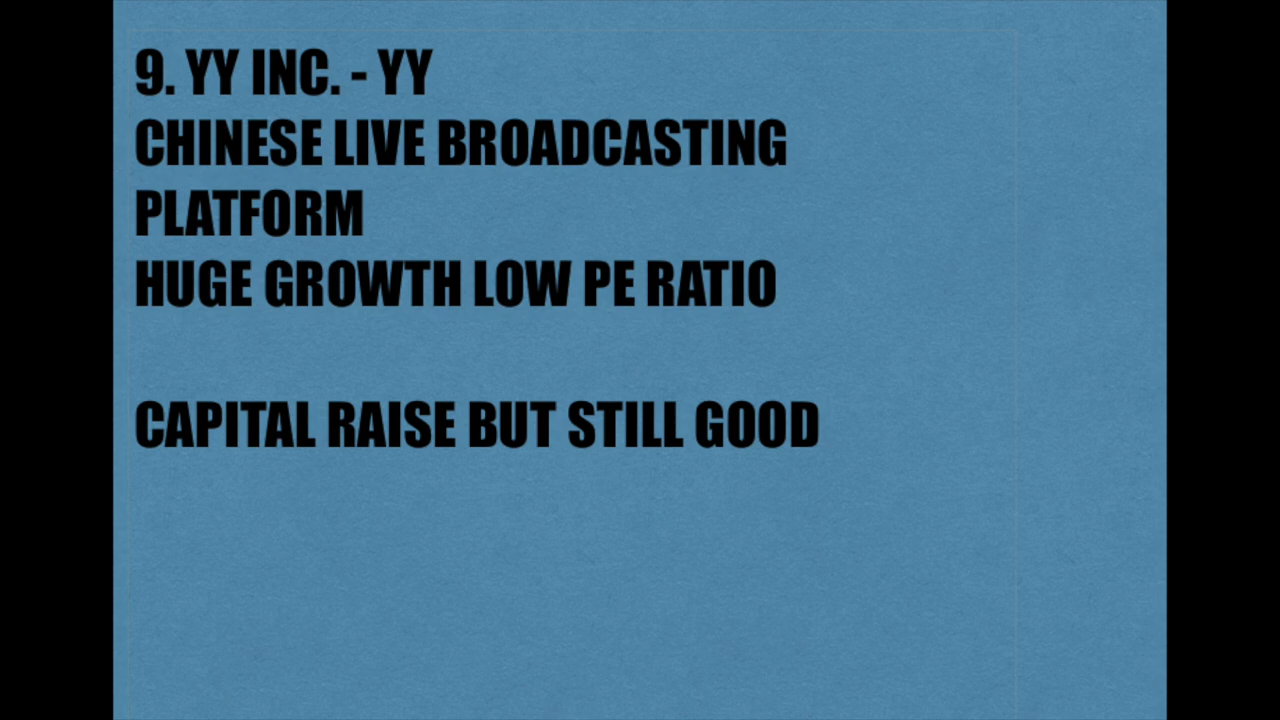 9. YY INC. - YY
CHINESE LIVE BROADCASTING
PLATFORM
HUGE GROWTH LOW PE RATIO
CAPITAL RAISE BUT STILL GOOD